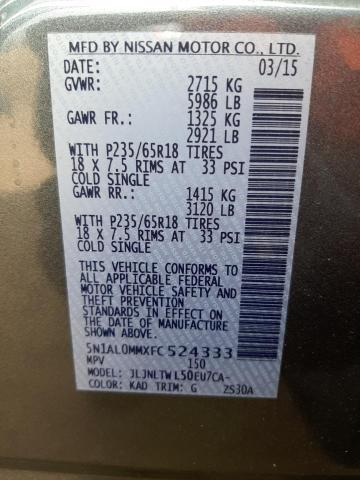 MFD BY NISSAN MOTOR CO., LTD.
DATE: 03/15
GVWR: 2715 KG
5986 LB
GAWR FR.: 1325 KG
2921 LB
WITH P235/65R18 TIRES
18 X 7.5 RIMS AT 33 PSI
COLD SINGLE
GAWR RR.: 1415 KG
3120 LB
WITH P235/65R18 TIRES
18 X 7.5 RIMS AT 33 PSI
COLD SINGLE
THIS VEHICLE CONFORMS TO
ALL APPLICABLE FEDERAL
MOTOR VEHICLE SAFETY AND
THEFT PREVENTION
STANDARDS IN EFFECT ON
THE DATE OF MANUFACTURE
SHOWN ABOVE.
5N1AL0MMXFC524333
MPV 150
MODEL: JLJNLTWL50EU7CA-
COLOR: KAD TRIM: G 2S30A